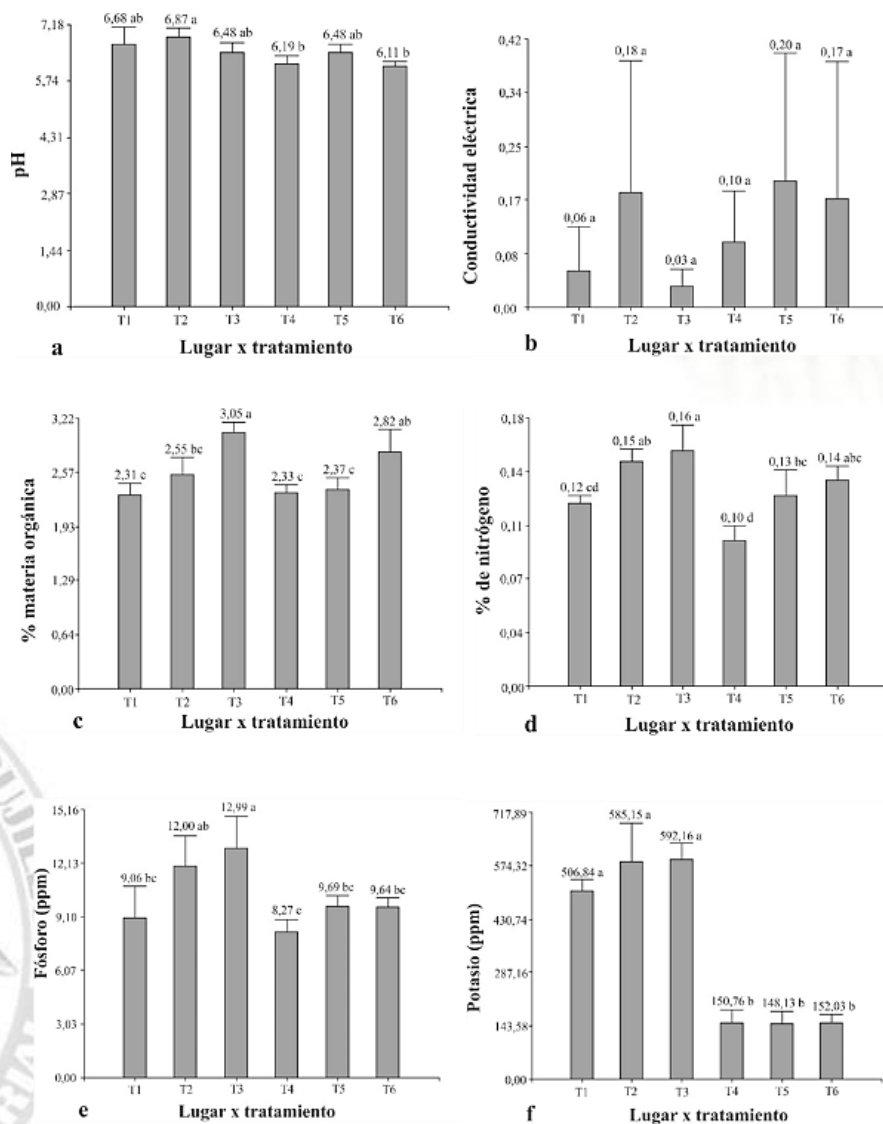 7,18
5,74
4,31
2,87
1,44
0,00
pH
6,68 ab
6,87 a
6,48 ab
6,19 b
6,48 ab
6,11 b
T1 T2 T3 T4 T5 T6
a Lugar x tratamiento
0,42
0,34
0,25
0,17
0,08
0,00
Conductividad eléctrica
0,06 a
0,18 a
0,03 a
0,10 a
0,20 a
0,17 a
T1 T2 T3 T4 T5 T6
b Lugar x tratamiento
3,22
2,57
1,93
1,29
0,64
0,00
% materia orgánica
2,31 c
2,55 bc
3,05 a
2,33 c
2,37 c
2,82 ab
T1 T2 T3 T4 T5 T6
c Lugar x tratamiento
0,18
0,14
0,11
0,07
0,04
0,00
% de nitrógeno
0,12 cd
0,15 ab
0,16 a
0,10 d
0,13 bc
0,14 abc
T1 T2 T3 T4 T5 T6
d Lugar x tratamiento
15,16
12,13
9,10
6,07
3,03
0,00
Fósforo (ppm)
9,06 bc
12,00 ab
12,99 a
8,27 c
9,69 bc
9,64 bc
T1 T2 T3 T4 T5 T6
e Lugar x tratamiento
717,89
574,32
430,74
287,16
143,58
0,00
Potasio (ppm)
506,84 a
585,15 a
592,16 a
150,76 b
148,13 b
152,03 b
T1 T2 T3 T4 T5 T6
f Lugar x tratamiento